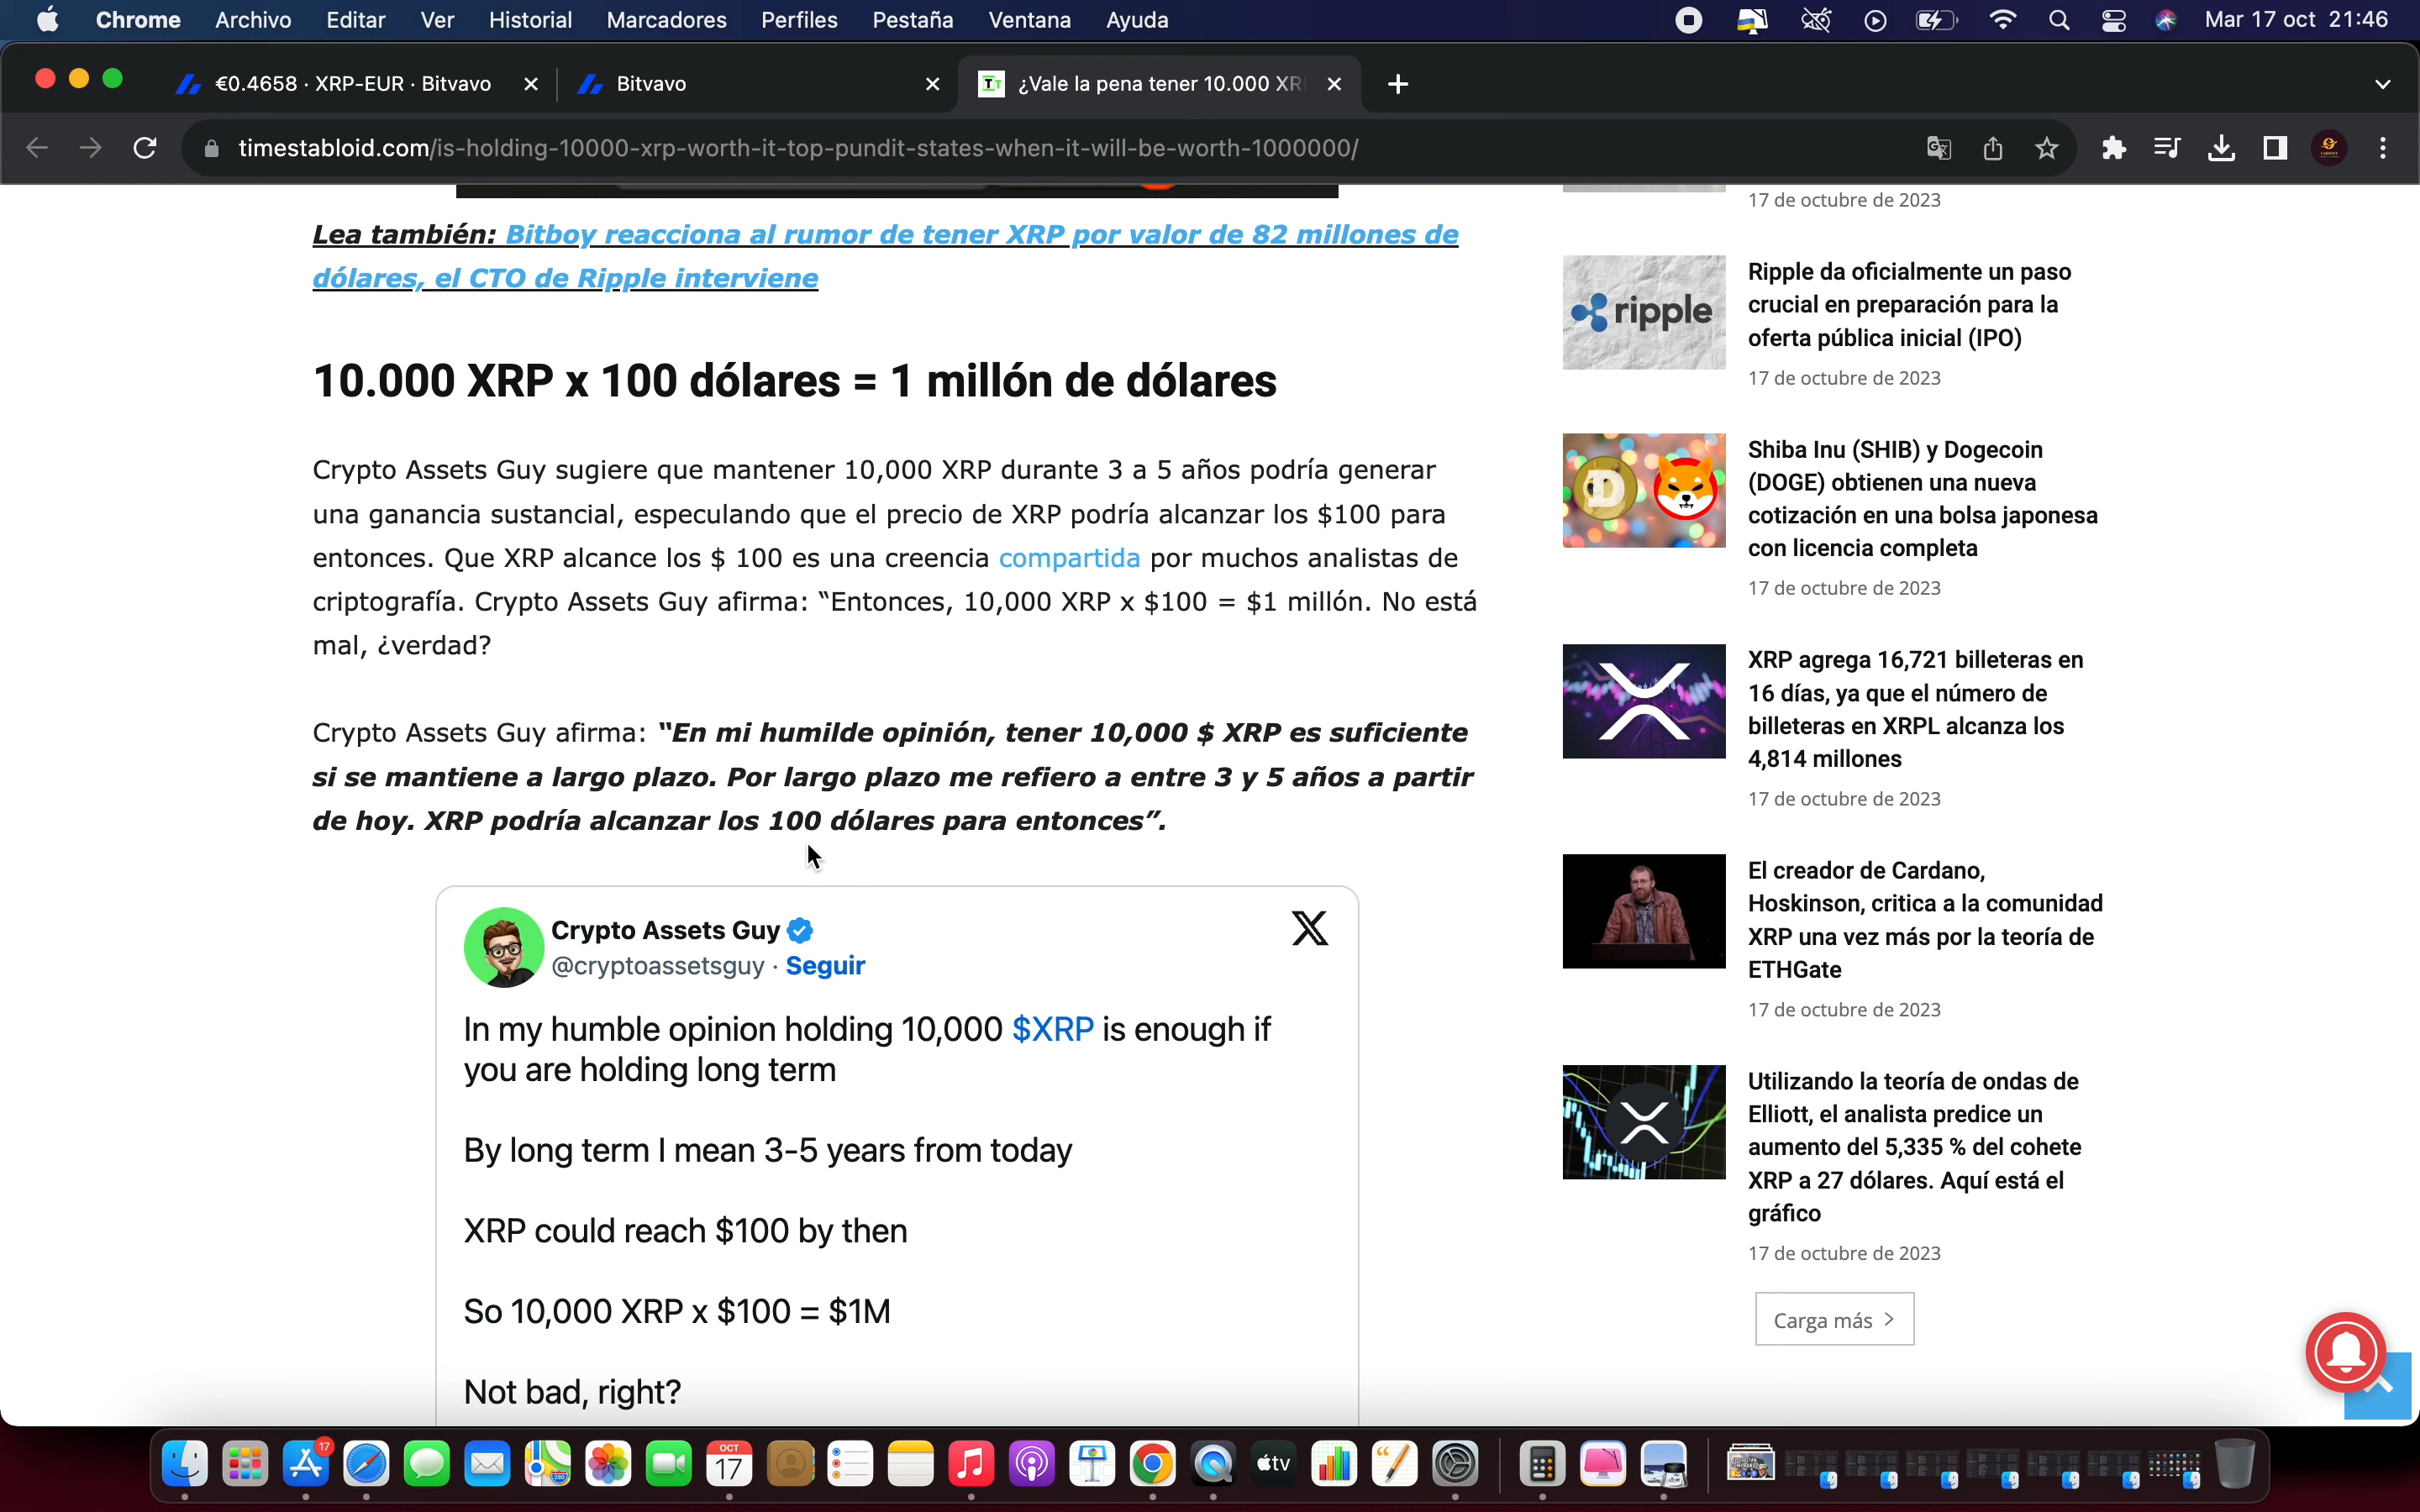 Chrome Archivo Editar Ver Historial Marcadores Perfiles Pestaña Ventana Ayuda Mar 17 oct 21:46
€0.4658 · XRP-EUR · Bitvavo
Bitvavo
¿Vale la pena tener 10.000 XR
timestabloid.com/is-holding-10000-xrp-worth-it-top-pundit-states-when-it-will-be-worth-1000000/
Lea también: Bitboy reacciona al rumor de tener XRP por valor de 82 millones de
dólares, el CTO de Ripple interviene
10.000 XRP x 100 dólares = 1 millón de dólares
Crypto Assets Guy sugiere que mantener 10,000 XRP durante 3 a 5 años podría generar
una ganancia sustancial, especulando que el precio de XRP podría alcanzar los $100 para
entonces. Que XRP alcance los $ 100 es una creencia compartida por muchos analistas de
criptografía. Crypto Assets Guy afirma: “Entonces, 10,000 XRP x $100 = $1 millón. No está
mal, ¿verdad?
Crypto Assets Guy afirma: “En mi humilde opinión, tener 10,000 $ XRP es suficiente
si se mantiene a largo plazo. Por largo plazo me refiero a entre 3 y 5 años a partir
de hoy. XRP podría alcanzar los 100 dólares para entonces”.
Crypto Assets Guy
@cryptoassetsguy · Seguir
In my humble opinion holding 10,000 $XRP is enough if
you are holding long term
By long term I mean 3-5 years from today
XRP could reach $100 by then
So 10,000 XRP x $100 = $1M
Not bad, right?
17 de octubre de 2023
ripple
Ripple da oficialmente un paso
crucial en preparación para la
oferta pública inicial (IPO)
17 de octubre de 2023
Shiba Inu (SHIB) y Dogecoin
(DOGE) obtienen una nueva
cotización en una bolsa japonesa
con licencia completa
17 de octubre de 2023
XRP agrega 16,721 billeteras en
16 días, ya que el número de
billeteras en XRPL alcanza los
4,814 millones
17 de octubre de 2023
El creador de Cardano,
Hoskinson, critica a la comunidad
XRP una vez más por la teoría de
ETHGate
17 de octubre de 2023
Utilizando la teoría de ondas de
Elliott, el analista predice un
aumento del 5,335 % del cohete
XRP a 27 dólares. Aquí está el
gráfico
17 de octubre de 2023
Carga más
17
OCT
17
tv